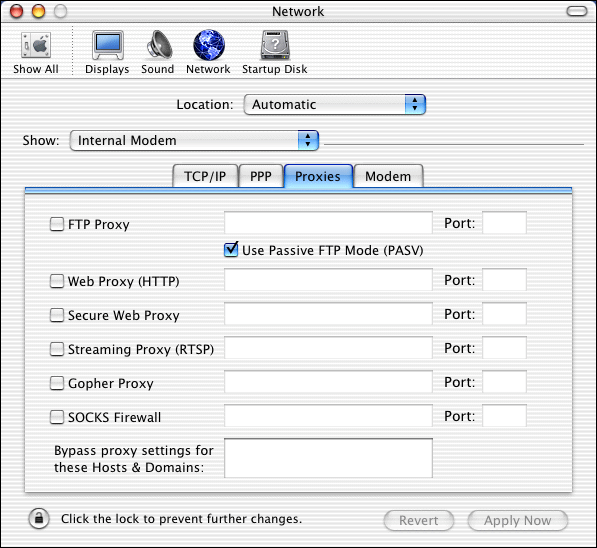 Network
Show All Displays Sound Network Startup Disk
Location: Automatic
Show: Internal Modem
TCP/IP PPP Proxies Modem
FTP Proxy Port:
Use Passive FTP Mode (PASV)
Web Proxy (HTTP) Port:
Secure Web Proxy Port:
Streaming Proxy (RTSP) Port:
Gopher Proxy Port:
SOCKS Firewall Port:
Bypass proxy settings for
these Hosts & Domains:
Click the lock to prevent further changes. Revert Apply Now